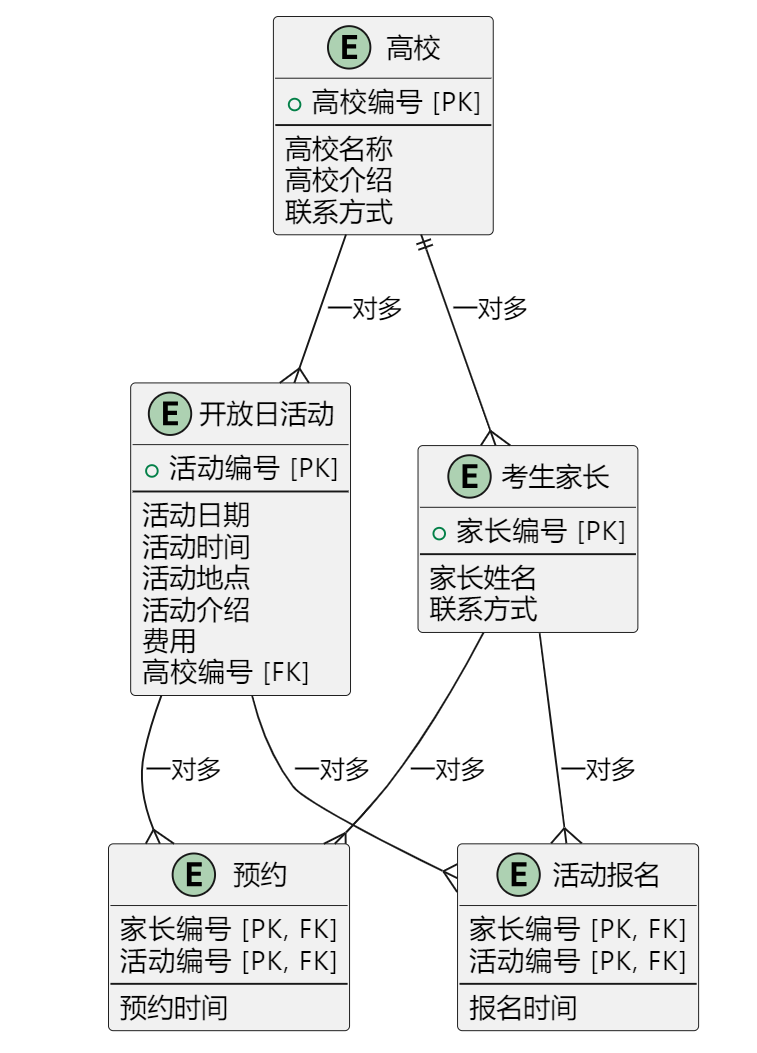 E 高校
高校编号 [PK]
高校名称
高校介绍
联系方式
一对多
一对多
E 开放日活动
活动编号 [PK]
活动日期
活动时间
活动地点
活动介绍
费用
高校编号 [FK]
E 考生家长
家长编号 [PK]
家长姓名
联系方式
一对多
一对多
一对多
一对多
E 预约
家长编号 [PK, FK]
活动编号 [PK, FK]
预约时间
E 活动报名
家长编号 [PK, FK]
活动编号 [PK, FK]
报名时间